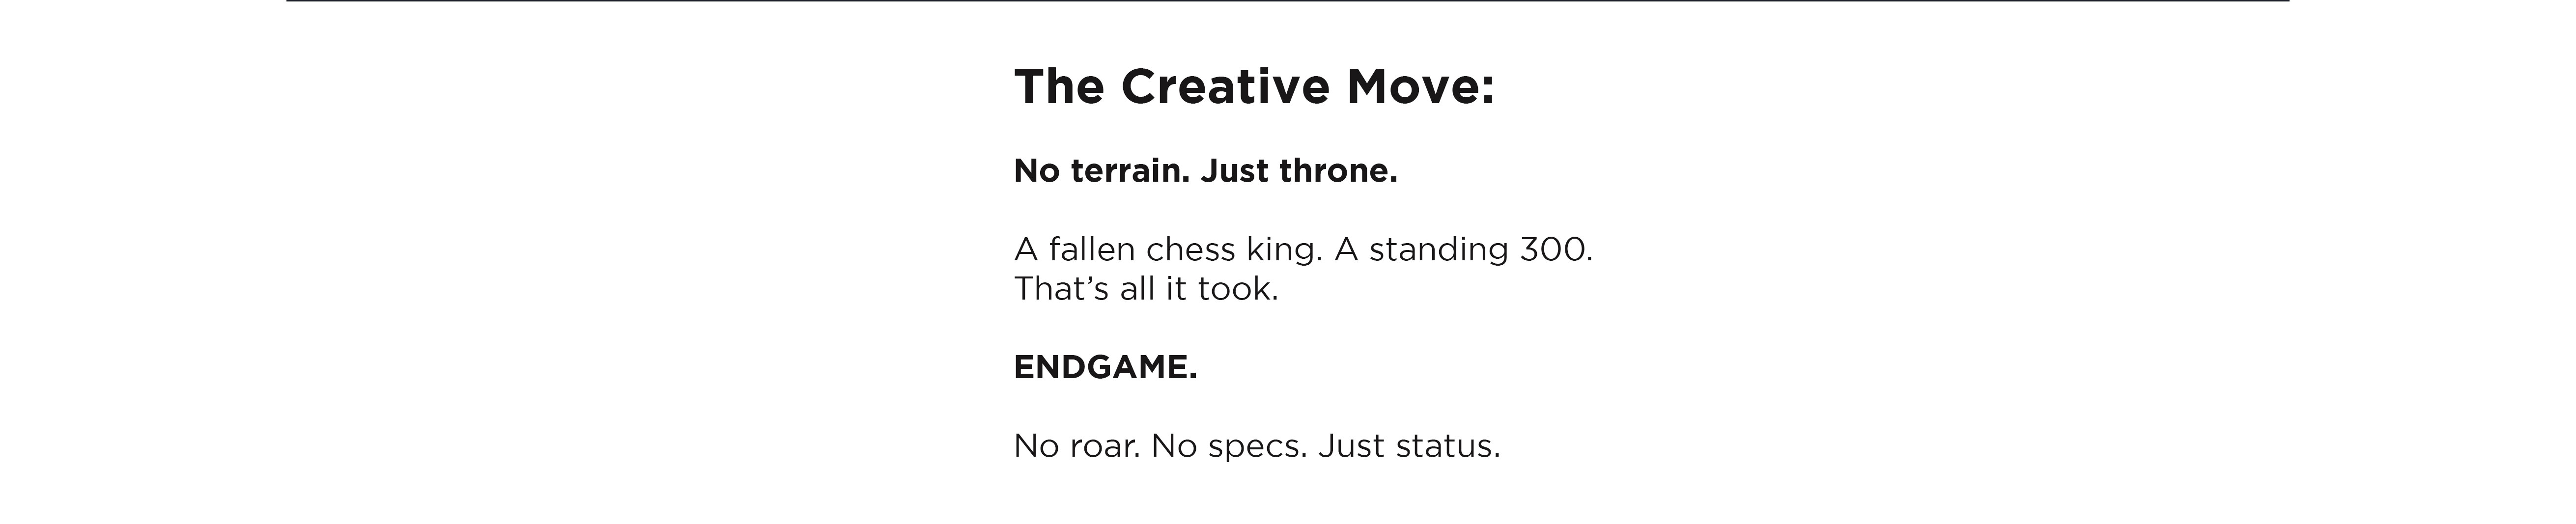 The Creative Move:
No terrain. Just throne.
A fallen chess king. A standing 300.
That’s all it took.
ENDGAME.
No roar. No specs. Just status.